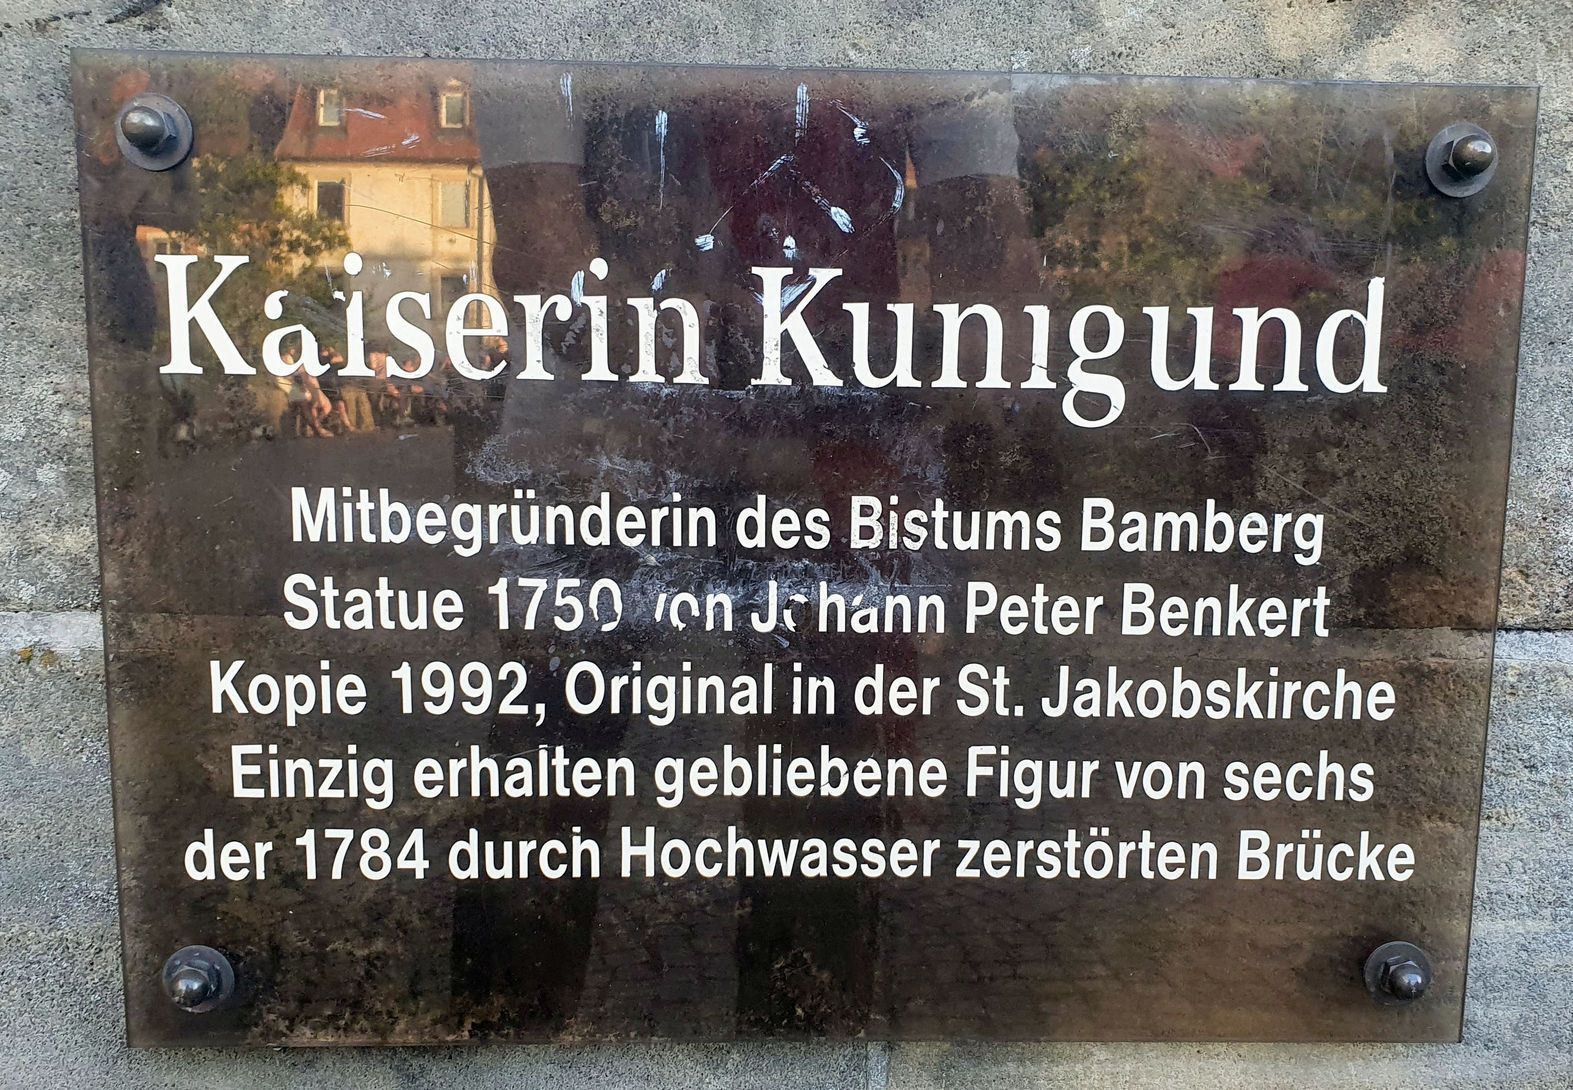 Kaiserin Kunigund
Mitbegründerin des Bistums Bamberg
Statue 1750 von Johann Peter Benkert
Kopie 1992, Original in der St. Jakobskirche
Einzig erhalten gebliebene Figur von sechs
der 1784 durch Hochwasser zerstörten Brücke